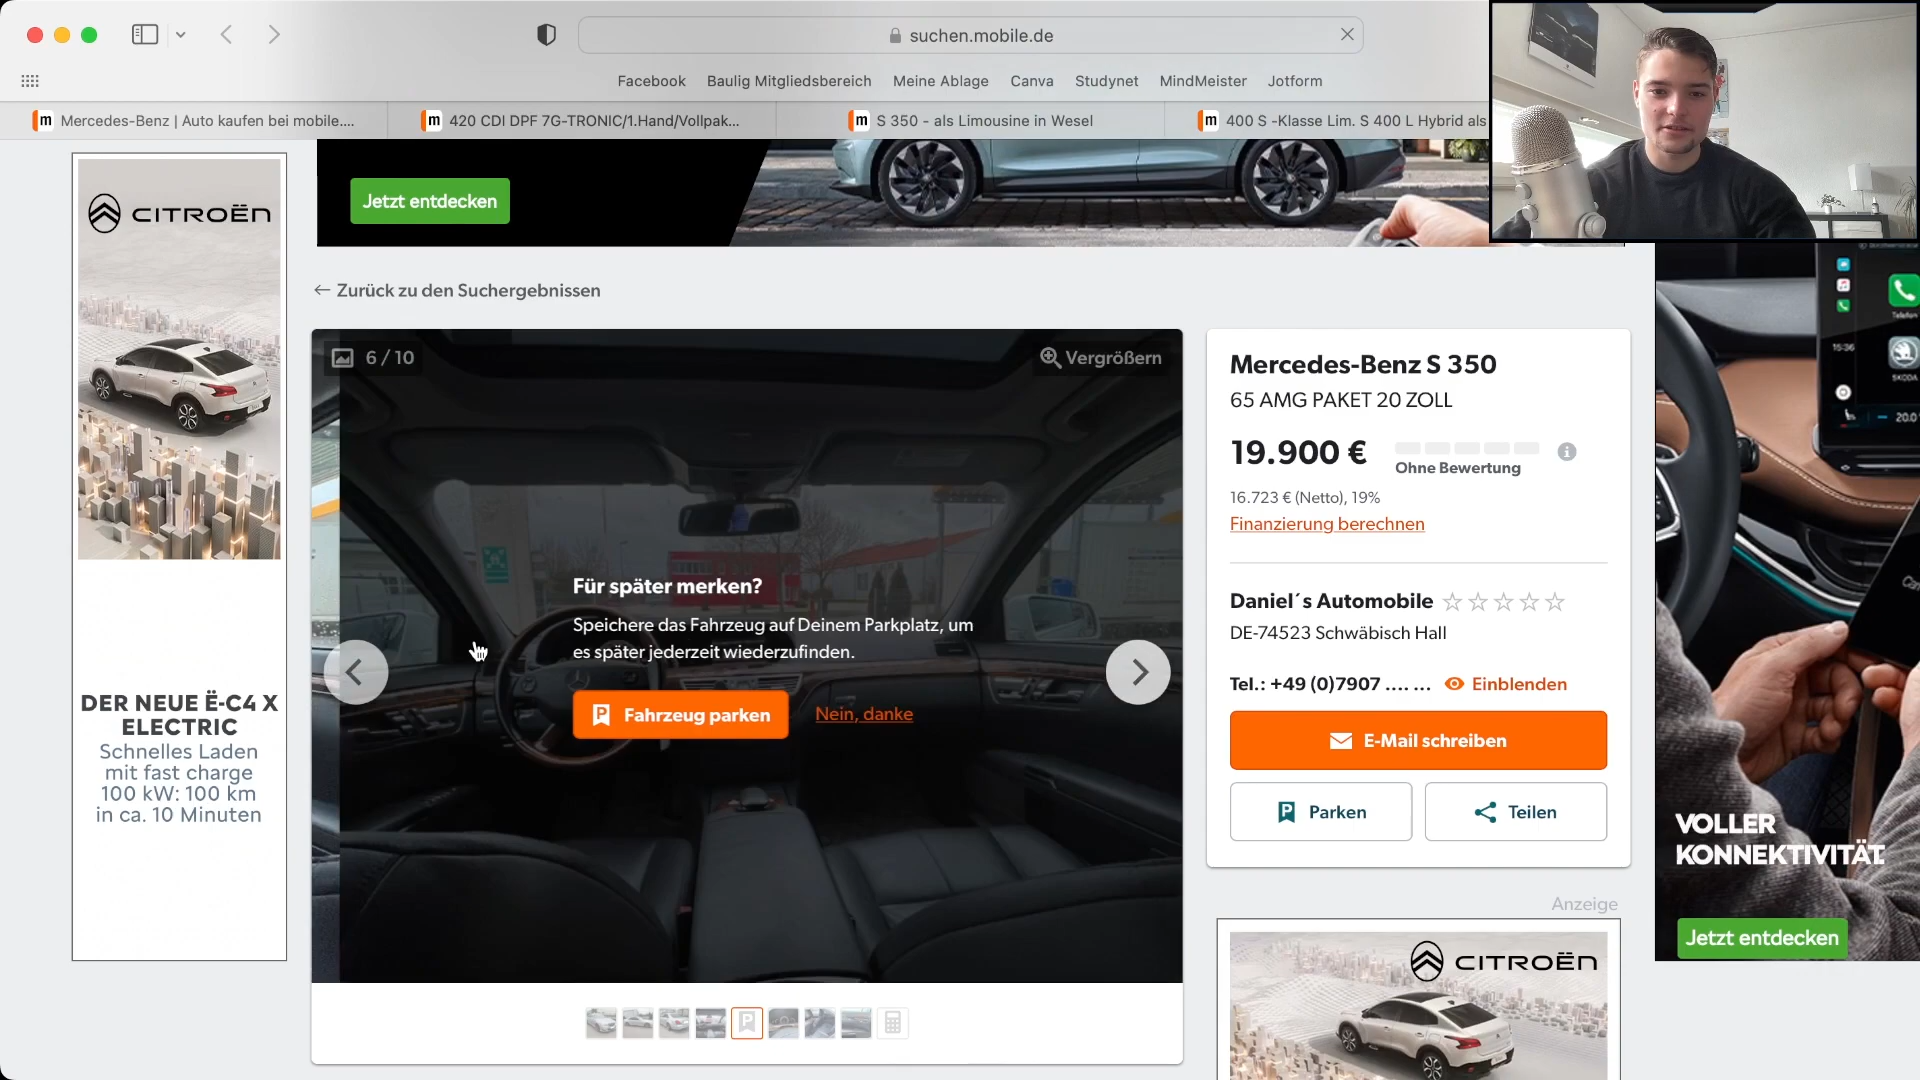 suchen.mobile.de
Facebook
Baulig Mitgliedsbereich
Meine Ablage
Canva
Studynet
MindMeister
Jotform
m Mercedes-Benz | Auto kaufen bei mobile....
m 420 CDI DPF 7G-TRONIC/1.Hand/Vollpak...
m S 350 - als Limousine in Wesel
m 400 S -Klasse Lim. S 400 L Hybrid als
CITROËN
DER NEUE Ë-C4 X
ELECTRIC
Schnelles Laden
mit fast charge
100 kW: 100 km
in ca. 10 Minuten
Jetzt entdecken
← Zurück zu den Suchergebnissen
6 / 10
Vergrößern
Für später merken?
Speichere das Fahrzeug auf Deinem Parkplatz, um
es später jederzeit wiederzufinden.
P Fahrzeug parken
Nein, danke
P
Mercedes-Benz S 350
65 AMG PAKET 20 ZOLL
19.900 €
Ohne Bewertung
16.723 € (Netto), 19%
Finanzierung berechnen
Daniel´s Automobile
DE-74523 Schwäbisch Hall
Tel.: +49 (0)7907 .... ...
Einblenden
E-Mail schreiben
P Parken
Teilen
Anzeige
CITROËN
Telefon
15:36
SKODA
20.0
VOLLER
KONNEKTIVITÄT
Jetzt entdecken